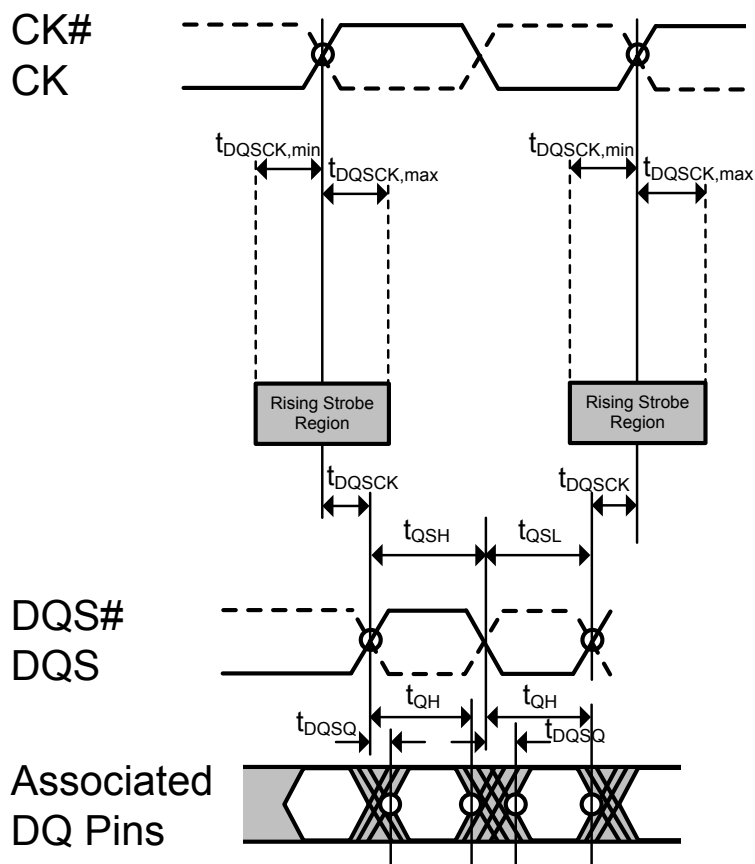 CK#
CK
tDQSCK,min
tDQSCK,max
tDQSCK,min
tDQSCK,max
Rising Strobe
Region
Rising Strobe
Region
tDQSCK
tDQSCK
tQSH
tQSL
DQS#
DQS
tQH
tQH
tDQSQ
tDQSQ
Associated
DQ Pins